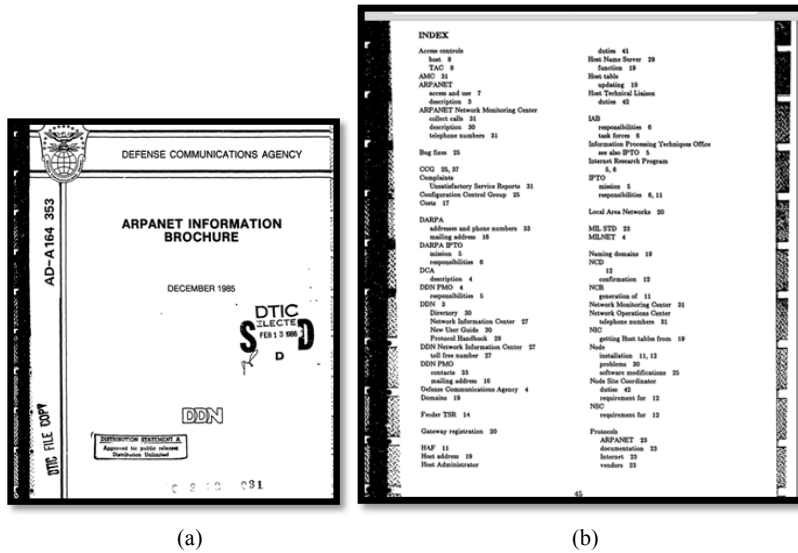 DEFENSE COMMUNICATIONS AGENCY
AD-A164 353
ARPANET INFORMATION
BROCHURE
DECEMBER 1985
DTIC
ELECTE
FEB 13 1986
S D
D
DDN
DISTRIBUTION STATEMENT A
Approved for public release
Distribution Unlimited
DTIC FILE COPY
081
(a)
INDEX
Access controls
host 8
TAC 8
AMC 31
ARPANET
access and use 7
description 3
ARPANET Network Monitoring Center
collect calls 31
description 30
telephone numbers 31
Bug fixes 25
CCG 25, 37
Complaints
Unsatisfactory Service Reports 31
Configuration Control Group 25
Costs 17
DARPA
addresses and phone numbers 33
mailing address 16
DARPA IPTO
mission 5
responsibilities 6
DCA
description 4
DDN PMO 4
responsibilities 5
DDN 3
Directory 30
Network Information Center 27
New User Guide 30
Protocol Handbook 29
DDN Network Information Center 27
toll free number 27
DDN PMO
contacts 33
mailing address 16
Defense Communications Agency 4
Domains 19
Feeder TSR 14
Gateway registration 20
HAF 11
Host address 19
Host Administrator
duties 41
Host Name Server 29
function 19
Host table
updating 19
Host Technical Liaison
duties 42
IAB
responsibilities 6
task forces 6
Information Processing Techniques Office
see also IPTO 5
Internet Research Program
5, 6
IPTO
mission 5
responsibilities 6, 11
Local Area Networks 20
MIL STD 23
MILNET 4
Naming domains 19
NCD
12
confirmation 12
NCR
generation of 11
Network Monitoring Center 31
Network Operations Center
telephone numbers 31
NIC
getting Host tables from 19
Node
installation 11, 12
problems 30
software modifications 25
Node Site Coordinator
duties 42
requirement for 12
NSC
requirement for 12
Protocols
ARPANET 23
documentation 23
Internet 23
vendors 23
45
(b)